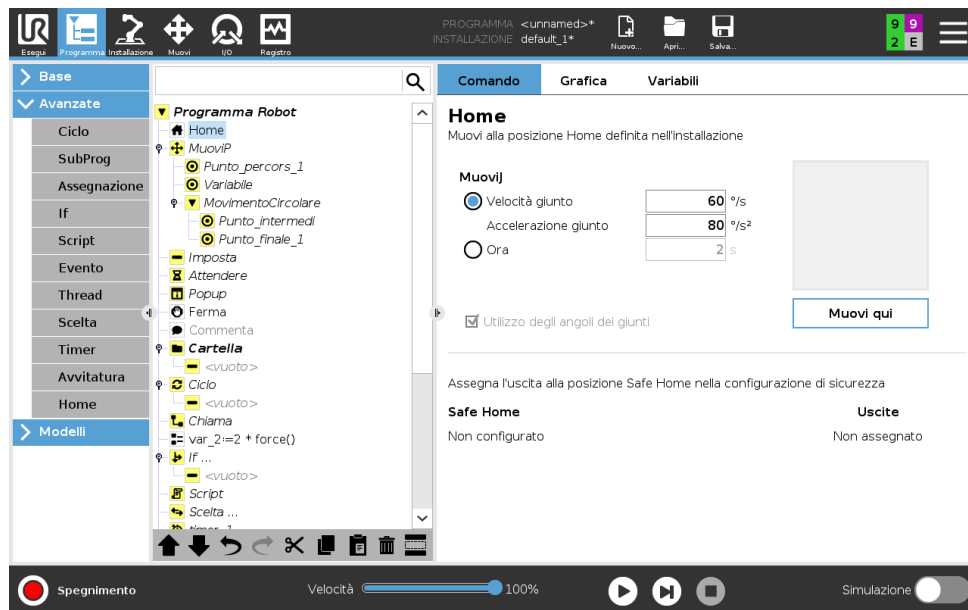 UR
PROGRAMMA <unnamed>*
INSTALLAZIONE default_1*
Esegui Programma Installazione Muovi I/O Registro Nuovo... Apri... Salva...
9 9
2 E
Base
Avanzate
Ciclo
SubProg
Assegnazione
If
Script
Evento
Thread
Scelta
Timer
Avvitatura
Home
Modelli
Programma Robot
Home
MuoviP
Punto_percors_1
Variabile
MovimentoCircolare
Punto_intermedi
Punto_finale_1
Imposta
Attendere
Popup
Ferma
Commenta
Cartella
<vuoto>
Ciclo
<vuoto>
Chiama
var_2:=2 * force()
If ...
<vuoto>
Script
Scelta ...
timer_1
Comando Grafica Variabili
Home
Muovi alla posizione Home definita nell'installazione
MuoviJ
Velocità giunto 60 °/s
Accelerazione giunto 80 °/s²
Ora 2 s
Utilizzo degli angoli dei giunti
Muovi qui
Assegna l'uscita alla posizione Safe Home nella configurazione di sicurezza
Safe Home Uscite
Non configurato Non assegnato
Spegnimento Velocità 100% Simulazione